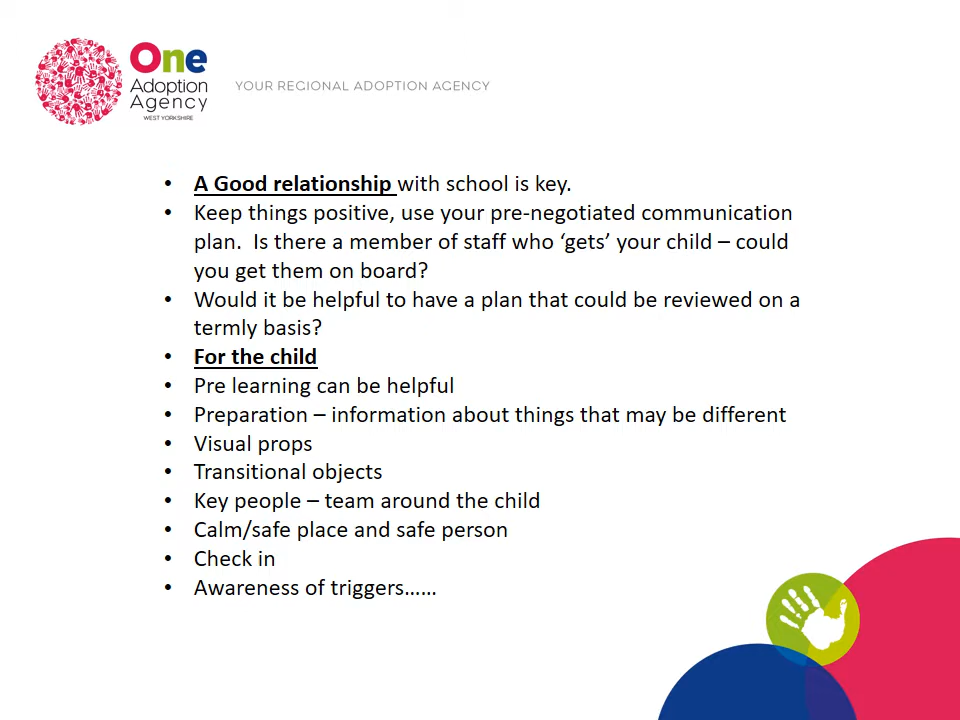 One
Adoption
Agency
WEST YORKSHIRE
YOUR REGIONAL ADOPTION AGENCY
• A Good relationship with school is key.
• Keep things positive, use your pre-negotiated communication
plan.  Is there a member of staff who ‘gets’ your child – could
you get them on board?
• Would it be helpful to have a plan that could be reviewed on a
termly basis?
• For the child
• Pre learning can be helpful
• Preparation – information about things that may be different
• Visual props
• Transitional objects
• Key people – team around the child
• Calm/safe place and safe person
• Check in
• Awareness of triggers……